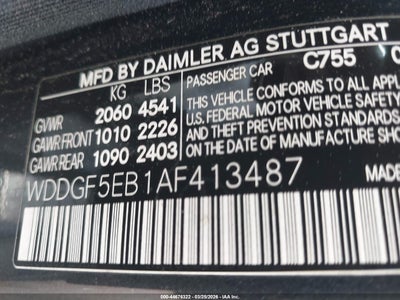 MFD BY DAIMLER AG STUTTGART
KG LBS
GVWR 2060 4541
GAWR FRONT 1010 2226
GAWR REAR 1090 2403
PASSENGER CAR C755
THIS VEHICLE CONFORMS TO ALL
U.S. FEDERAL MOTOR VEHICLE SAFETY
AND THEFT PREVENTION STANDARDS
ON THE DATE OF MANUFACTURE
WDDGF5EB1AF413487
MADE
000-44676322 | 03/29/2026 | IAA Inc.